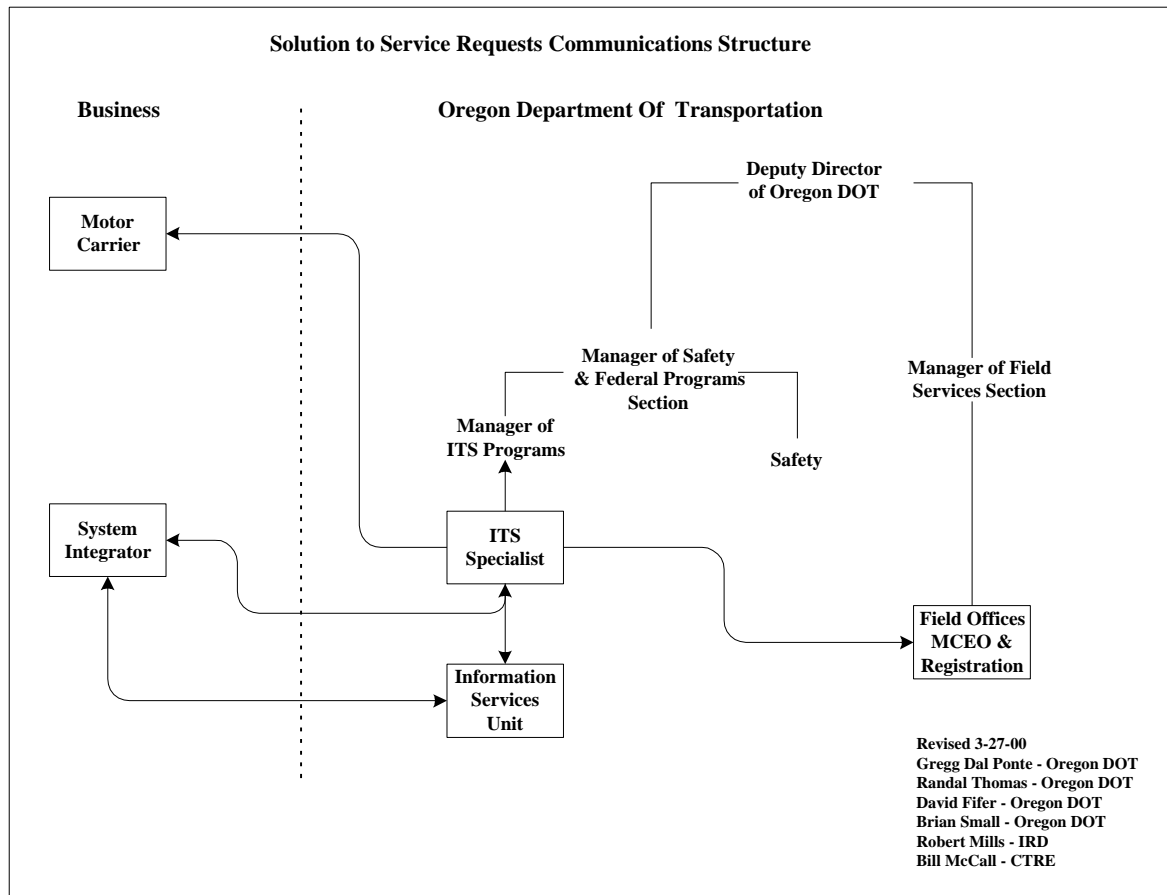 Solution to Service Requests Communications Structure
Business
Oregon Department Of Transportation
Deputy Director
of Oregon DOT
Motor
Carrier
Manager of Safety
& Federal Programs
Section
Manager of Field
Services Section
Manager of
ITS Programs
Safety
System
Integrator
ITS
Specialist
Field Offices
MCEO &
Registration
Information
Services
Unit
Revised 3-27-00
Gregg Dal Ponte - Oregon DOT
Randal Thomas - Oregon DOT
David Fifer - Oregon DOT
Brian Small - Oregon DOT
Robert Mills - IRD
Bill McCall - CTRE